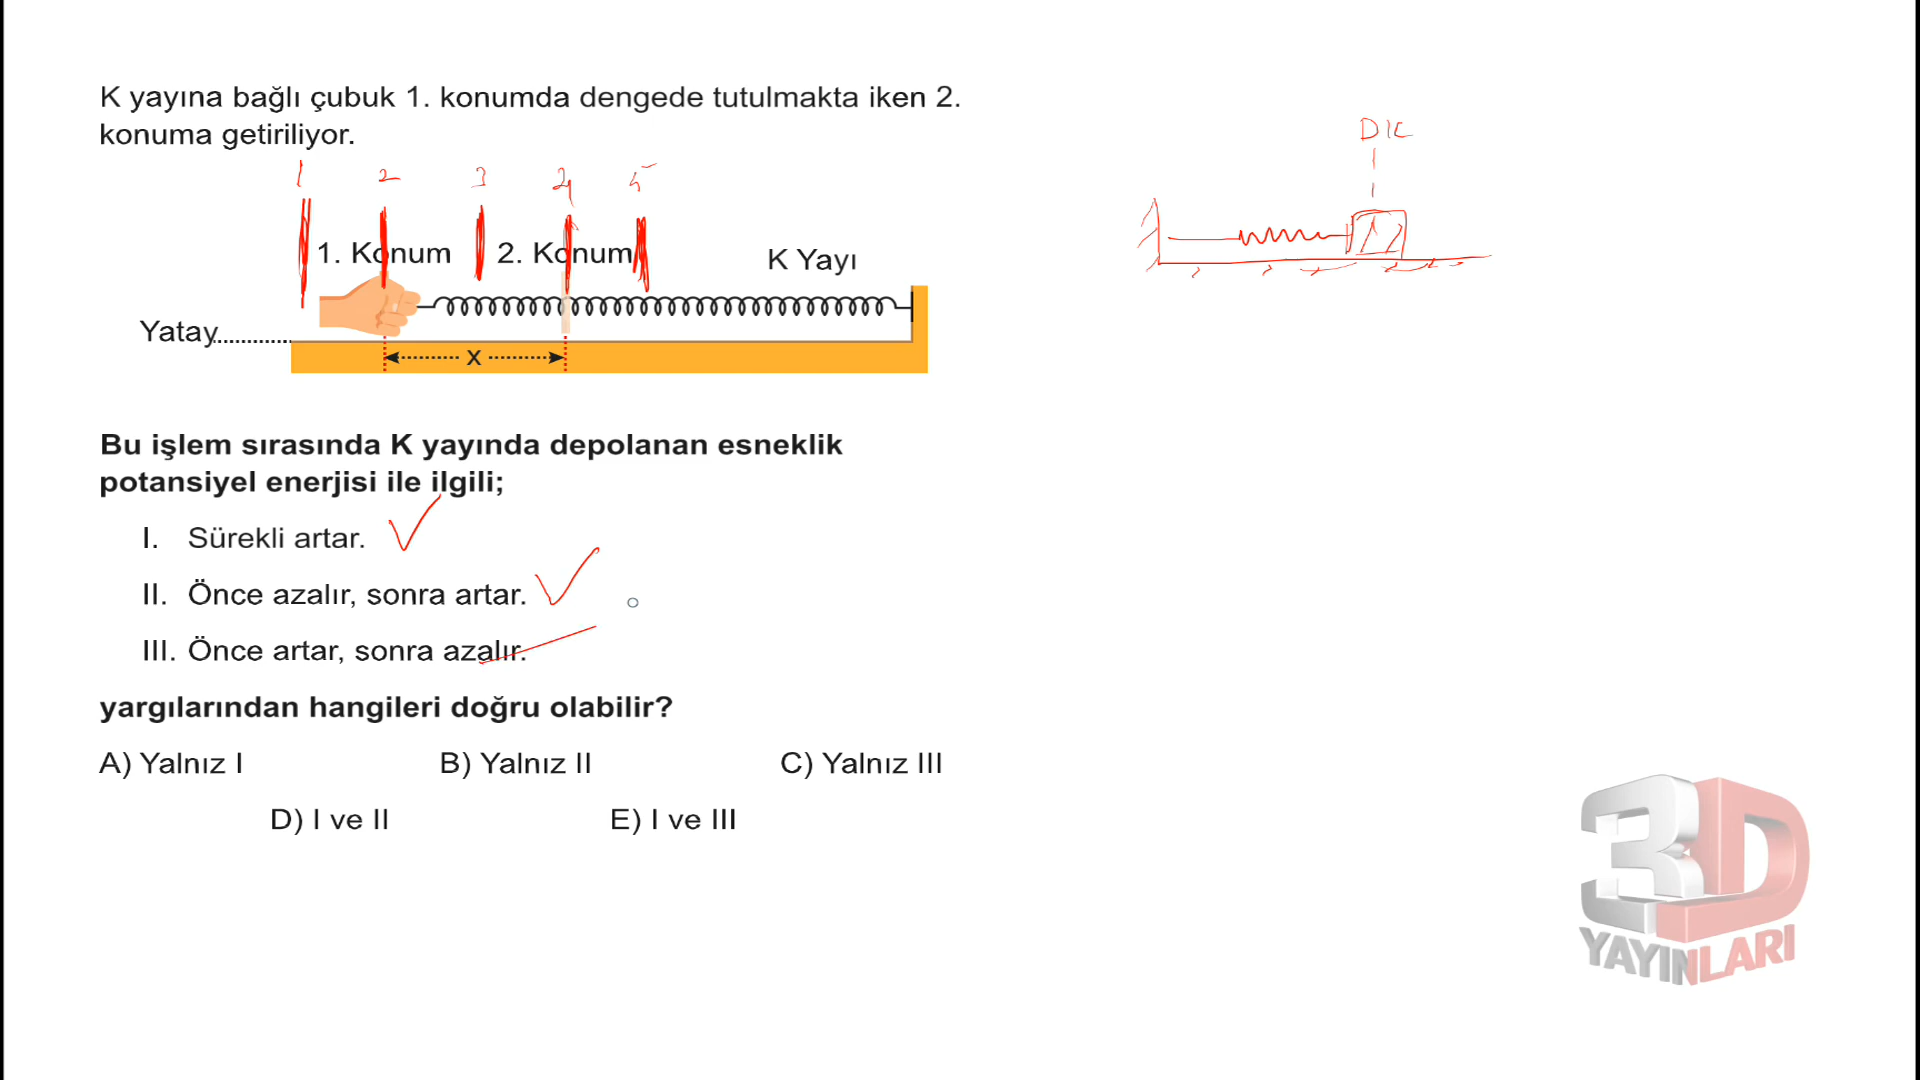 K yayına bağlı çubuk 1. konumda dengede tutulmakta iken 2.
konuma getiriliyor.
DK
1 2 3 4 5
1. Konum 2. Konum K Yayı
Yatay
x
Bu işlem sırasında K yayında depolanan esneklik
potansiyel enerjisi ile ilgili;
I. Sürekli artar.
II. Önce azalır, sonra artar.
III. Önce artar, sonra azalır.
yargılarından hangileri doğru olabilir?
A) Yalnız I B) Yalnız II C) Yalnız III
D) I ve II E) I ve III
3D
YAYINLARI